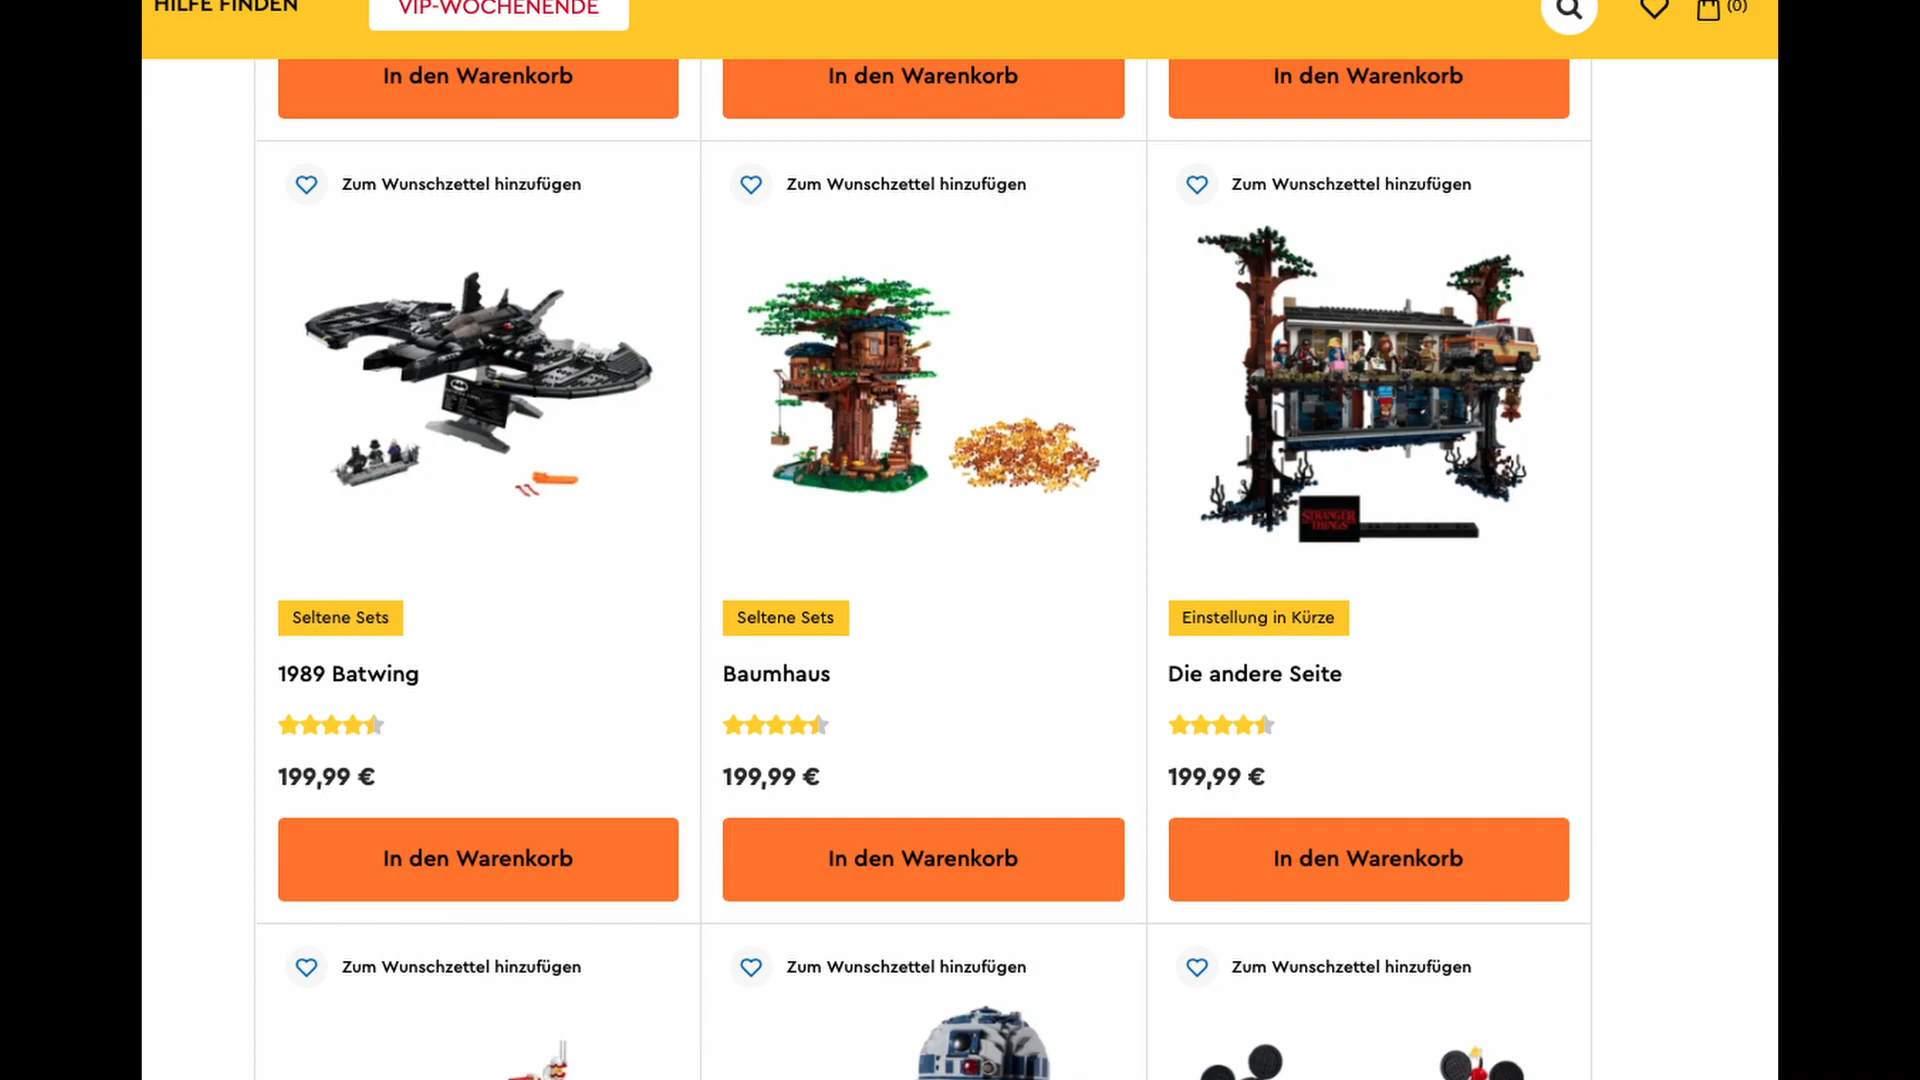 HILFE FINDEN
VIP-WOCHENENDE
(0)
In den Warenkorb
In den Warenkorb
In den Warenkorb
Zum Wunschzettel hinzufügen
Zum Wunschzettel hinzufügen
Zum Wunschzettel hinzufügen
STRANGER
THINGS
Seltene Sets
Seltene Sets
Einstellung in Kürze
1989 Batwing
Baumhaus
Die andere Seite
199,99 €
199,99 €
199,99 €
In den Warenkorb
In den Warenkorb
In den Warenkorb
Zum Wunschzettel hinzufügen
Zum Wunschzettel hinzufügen
Zum Wunschzettel hinzufügen